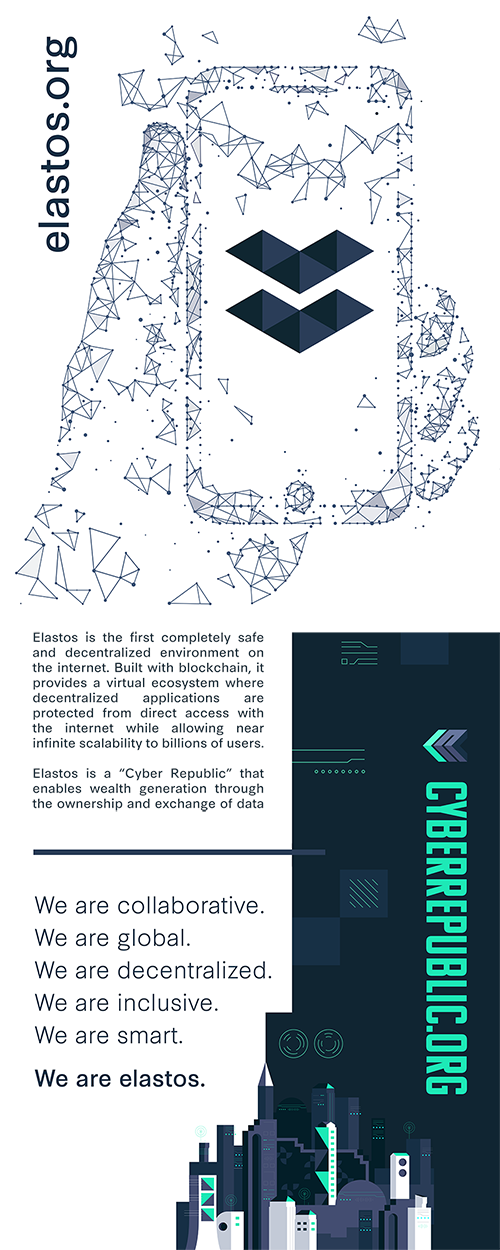 elastos.org
Elastos is the first completely safe
and decentralized environment on
the internet. Built with blockchain, it
provides a virtual ecosystem where
decentralized applications are
protected from direct access with
the internet while allowing near
infinite scalability to billions of users.
Elastos is a “Cyber Republic” that
enables wealth generation through
the ownership and exchange of data
CYBERREPUBLIC.ORG
We are collaborative.
We are global.
We are decentralized.
We are inclusive.
We are smart.
We are elastos.